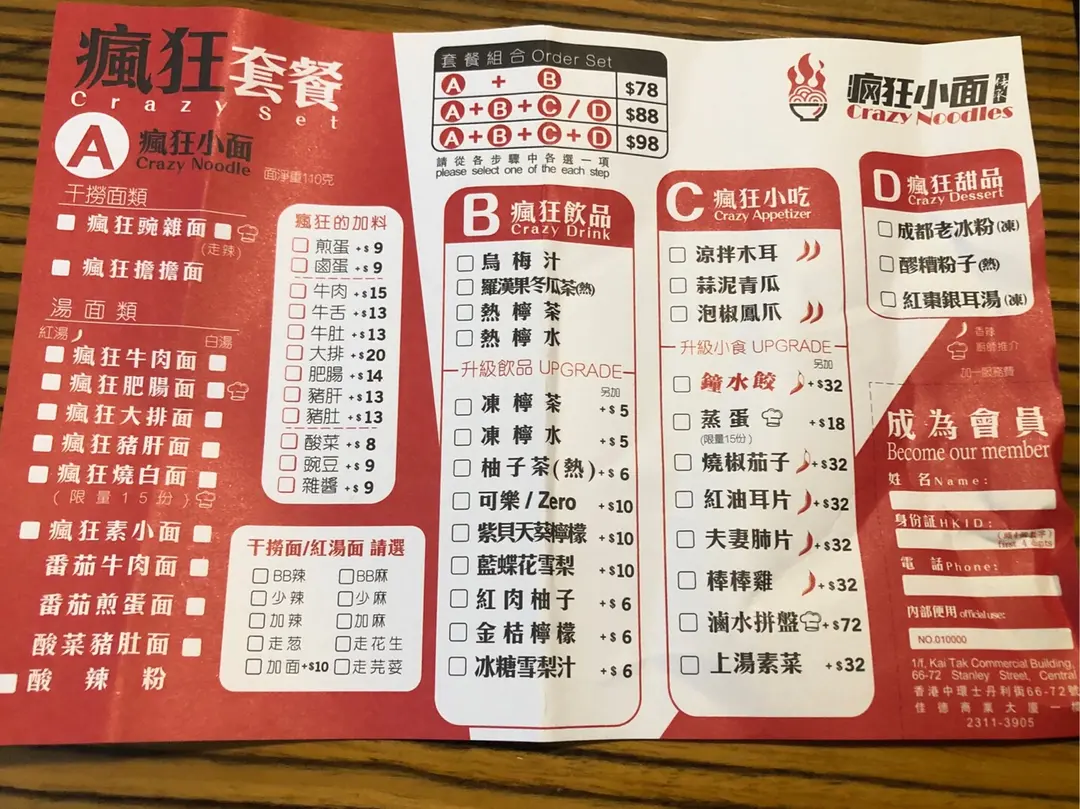 瘋狂套餐
Crazy Set
A 瘋狂小面
Crazy Noodle
面淨重110克
干撈面類
瘋狂豌雜面
(走辣)
瘋狂擔擔面
湯面類
紅湯 白湯
瘋狂牛肉面
瘋狂肥腸面
瘋狂大排面
瘋狂豬肝面
瘋狂燒白面
(限量15份)
瘋狂素小面
番茄牛肉面
番茄煎蛋面
酸菜豬肚面
酸辣粉
瘋狂的加料
煎蛋 +$9
鹵蛋 +$9
牛肉 +$15
牛舌 +$13
牛肚 +$13
大排 +$20
肥腸 +$14
豬肝 +$13
豬肚 +$13
酸菜 +$8
豌豆 +$9
雜醬 +$9
干撈面/紅湯面 請選
BB辣 BB麻
少辣 少麻
加辣 加麻
走葱 走花生
加面+$10 走芫荽
套餐組合 Order Set
A + B $78
A+B+C/D $88
A+B+C+D $98
請從各步驟中各選一項
please select one of the each step
B 瘋狂飲品
Crazy Drink
烏梅汁
羅漢果冬瓜茶(熱)
熱檸茶
熱檸水
升級飲品 UPGRADE
另加
凍檸茶 +$5
凍檸水 +$5
柚子茶(熱) +$6
可樂/Zero +$10
紫貝天葵檸檬 +$10
藍蝶花雪梨 +$10
紅肉柚子 +$6
金桔檸檬 +$6
冰糖雪梨汁 +$6
C 瘋狂小吃
Crazy Appetizer
涼拌木耳
蒜泥青瓜
泡椒鳳爪
升級小食 UPGRADE
另加
鐘水餃 +$32
蒸蛋 +$18
(限量15份)
燒椒茄子 +$32
紅油耳片 +$32
夫妻肺片 +$32
棒棒雞 +$32
滷水拼盤 +$72
上湯素菜 +$32
疯狂小面
Crazy Noodles
D 瘋狂甜品
Crazy Dessert
成都老冰粉(凍)
醪糟粉子(熱)
紅棗銀耳湯(凍)
香辣
廚師推介
加一服務費
成為會員
Become our member
姓 名Name:
身份証HKID:
電 話Phone:
內部使用 official use:
NO.010000
1/f, Kai Tak Commercial Building,
66-72 Stanley Street, Central
香港中環士丹利街66-72號
佳德商業大廈一樓
2311-3905